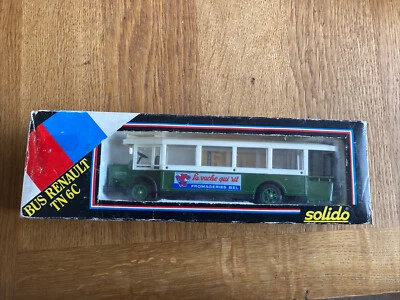 BUS RENAULT
TN 6C
la vache qui rit
FROMAGERIES BEL
solido